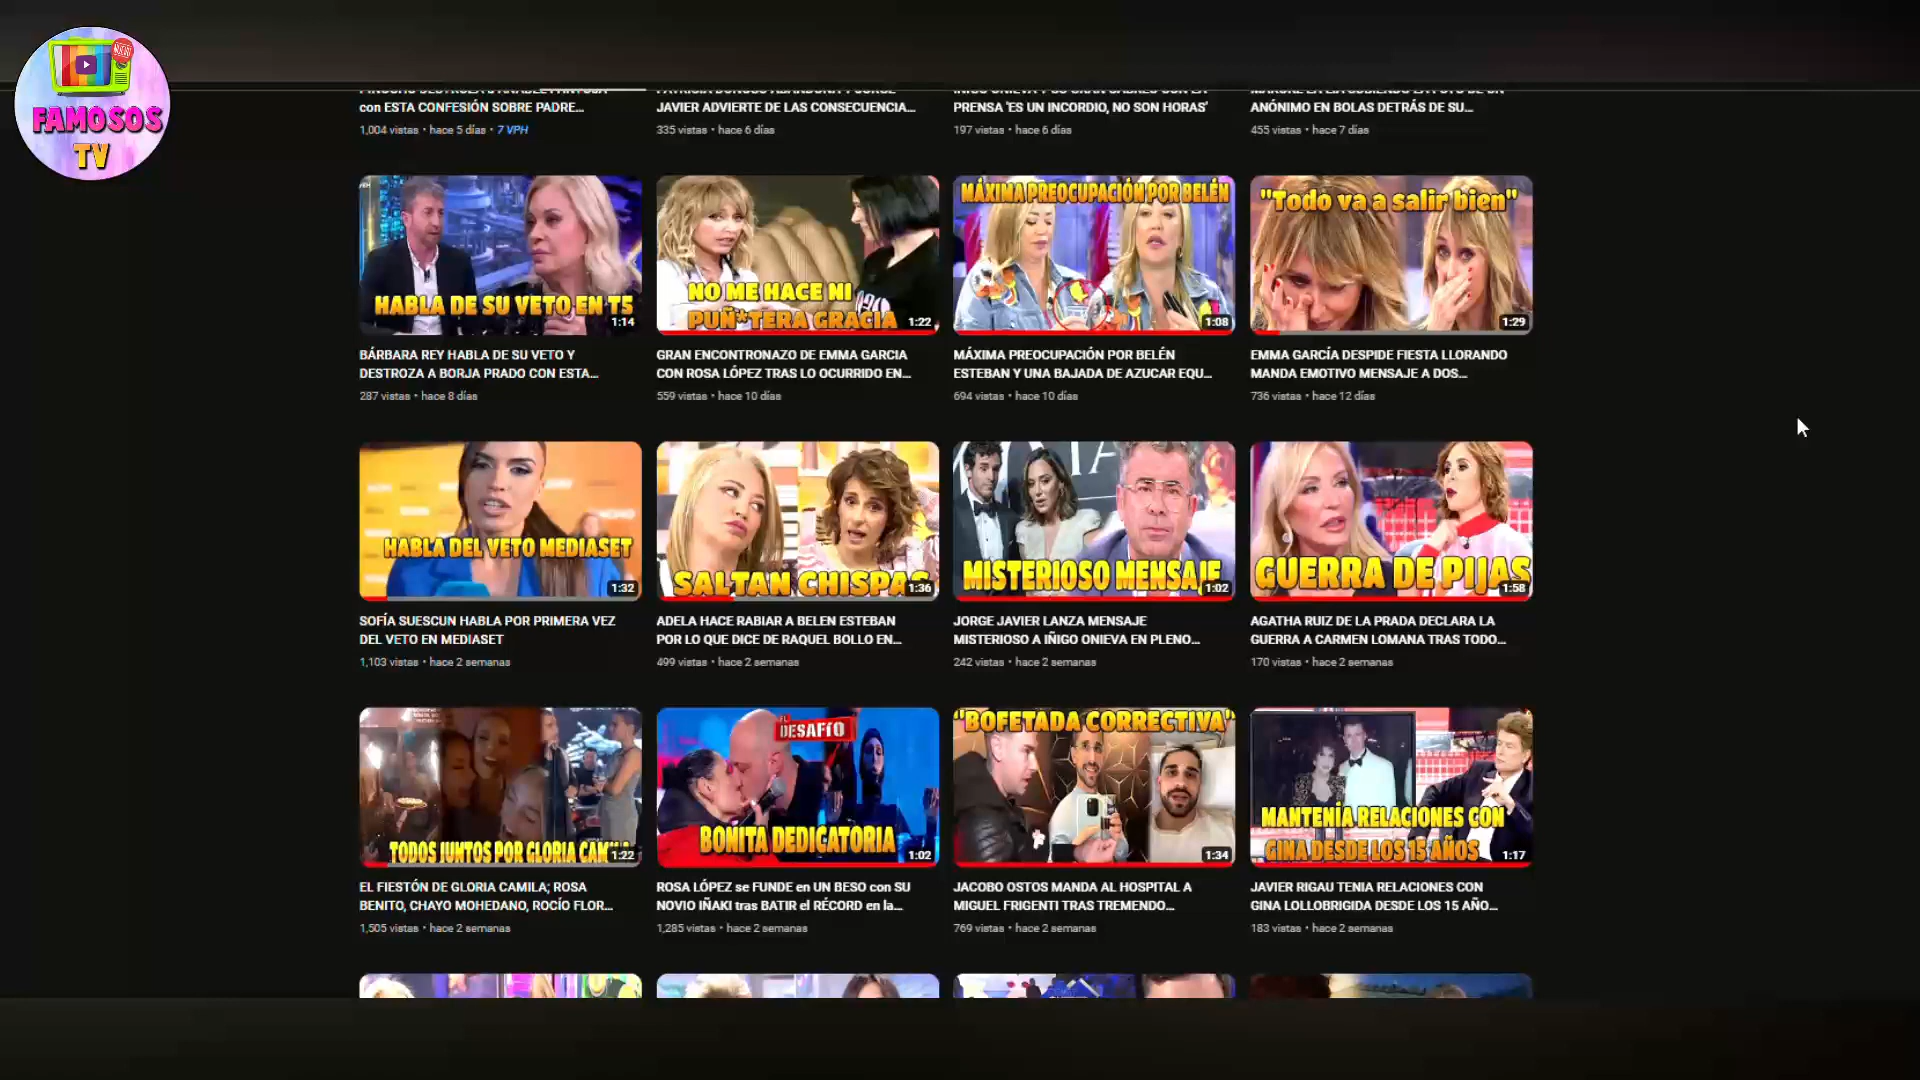 NUEVO
FAMOSOS
TV
con ESTA CONFESIÓN SOBRE PADRE...
JAVIER ADVIERTE DE LAS CONSECUENCIA...
PRENSA 'ES UN INCORDIO, NO SON HORAS'
ANÓNIMO EN BOLAS DETRÁS DE SU...
1,004 vistas • hace 5 días • 7 VPH
335 vistas • hace 6 días
197 vistas • hace 6 días
455 vistas • hace 7 días
HABLA DE SU VETO EN T5
1:14
NO ME HACE NI
PUÑ*TERA GRACIA
1:22
MÁXIMA PREOCUPACIÓN POR BELÉN
1:08
"Todo va a salir bien"
1:29
BÁRBARA REY HABLA DE SU VETO Y
DESTROZA A BORJA PRADO CON ESTA...
287 vistas • hace 8 días
GRAN ENCONTRONAZO DE EMMA GARCIA
CON ROSA LÓPEZ TRAS LO OCURRIDO EN...
559 vistas • hace 10 días
MÁXIMA PREOCUPACIÓN POR BELÉN
ESTEBAN Y UNA BAJADA DE AZUCAR EQU...
694 vistas • hace 10 días
EMMA GARCÍA DESPIDE FIESTA LLORANDO
MANDA EMOTIVO MENSAJE A DOS...
736 vistas • hace 12 días
HABLA DEL VETO MEDIASET
1:32
SALTAN CHISPAS
1:36
MISTERIOSO MENSAJE
1:02
GUERRA DE PIJAS
1:58
SOFÍA SUESCUN HABLA POR PRIMERA VEZ
DEL VETO EN MEDIASET
1,103 vistas • hace 2 semanas
ADELA HACE RABIAR A BELEN ESTEBAN
POR LO QUE DICE DE RAQUEL BOLLO EN...
499 vistas • hace 2 semanas
JORGE JAVIER LANZA MENSAJE
MISTERIOSO A IÑIGO ONIEVA EN PLENO...
242 vistas • hace 2 semanas
AGATHA RUIZ DE LA PRADA DECLARA LA
GUERRA A CARMEN LOMANA TRAS TODO...
170 vistas • hace 2 semanas
TODOS JUNTOS POR GLORIA CAMILA
1:22
EL DESAFÍO
BONITA DEDICATORIA
1:02
"BOFETADA CORRECTIVA"
1:34
MANTENÍA RELACIONES CON
GINA DESDE LOS 15 AÑOS
1:17
EL FIESTÓN DE GLORIA CAMILA; ROSA
BENITO, CHAYO MOHEDANO, ROCÍO FLOR...
1,505 vistas • hace 2 semanas
ROSA LÓPEZ se FUNDE en UN BESO con SU
NOVIO IÑAKI tras BATIR el RÉCORD en la...
1,285 vistas • hace 2 semanas
JACOBO OSTOS MANDA AL HOSPITAL A
MIGUEL FRIGENTI TRAS TREMENDO...
769 vistas • hace 2 semanas
JAVIER RIGAU TENIA RELACIONES CON
GINA LOLLOBRIGIDA DESDE LOS 15 AÑO...
183 vistas • hace 2 semanas